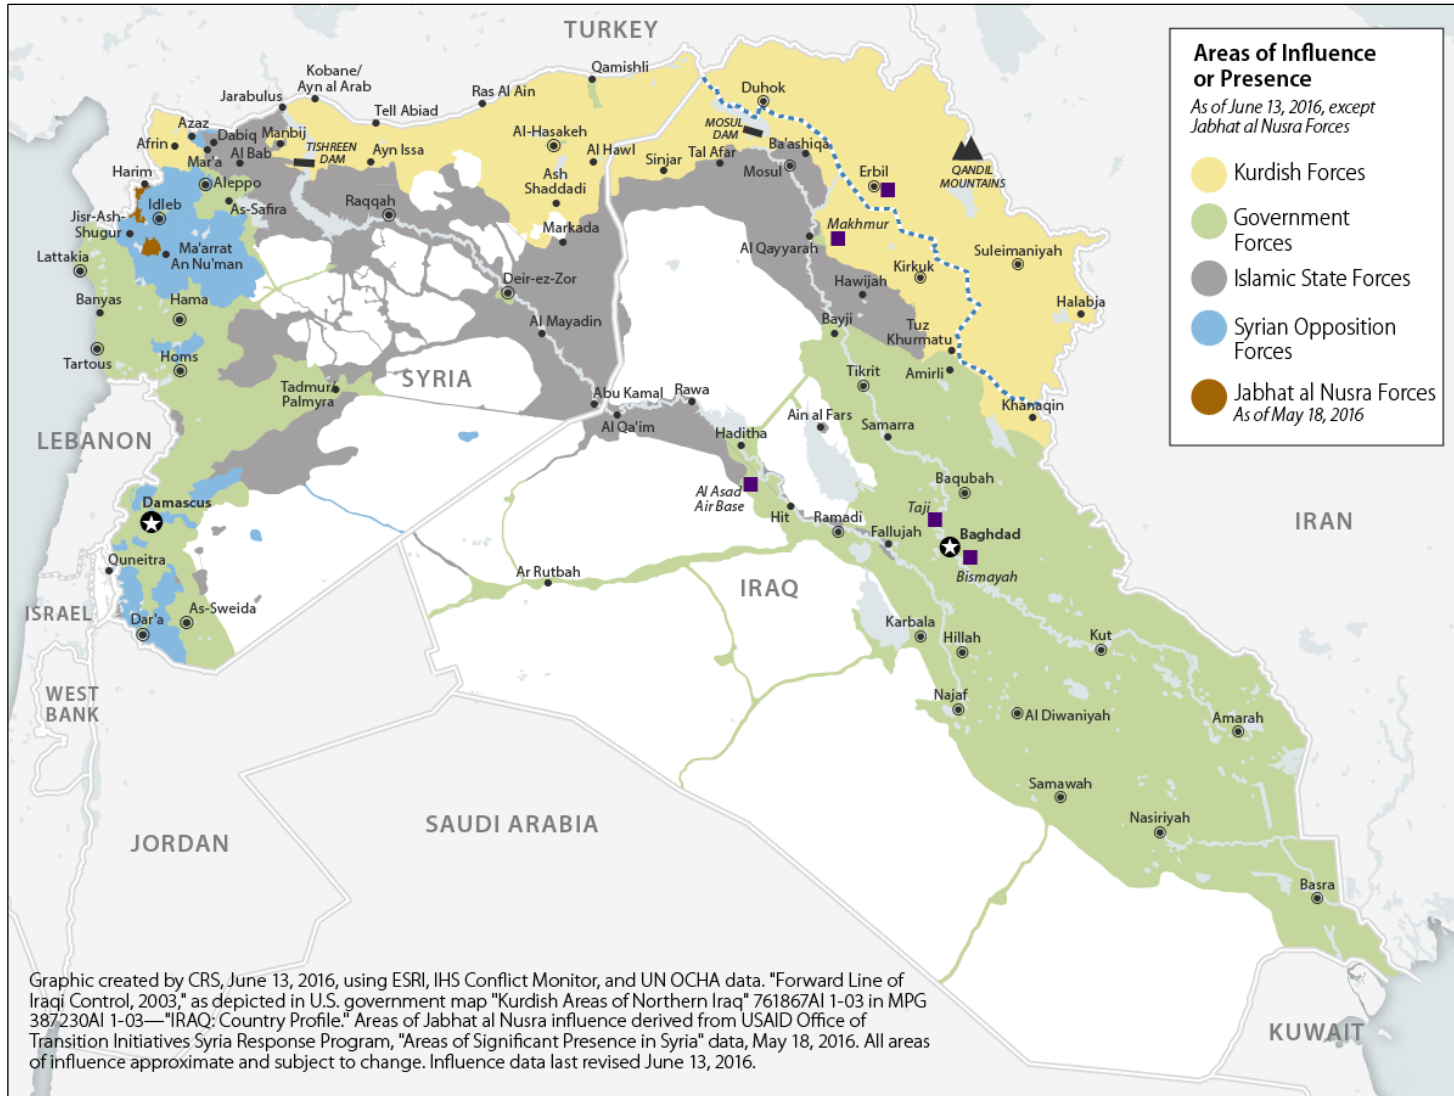 TURKEY
Areas of Influence
or Presence
As of June 13, 2016, except
Jabhat al Nusra Forces
Kurdish Forces
Government
Forces
Islamic State Forces
Syrian Opposition
Forces
Jabhat al Nusra Forces
As of May 18, 2016
Kobane/
Ayn al Arab
Qamishli
Jarabulus
Ras Al Ain
Tell Abiad
Duhok
Azaz
Dabiq
Manbij
Afrin
Mar'a
Al Bab
TISHREEN
DAM
Ayn Issa
Al-Hasakeh
Al Hawl
MOSUL
DAM
Ba'ashiqa
Sinjar
Tal Afar
Mosul
Erbil
QANDIL
MOUNTAINS
Harim
Aleppo
As-Safira
Raqqah
Ash
Shaddadi
Idleb
Jisr-Ash-
Shugur
Markada
Makhmur
Al Qayyarah
Suleimaniyah
Ma'arrat
An Nu'man
Lattakia
Kirkuk
Deir-ez-Zor
Hawijah
Banyas
Hama
Halabja
Al Mayadin
Bayji
Tuz
Khurmatu
Tartous
Homs
SYRIA
Tadmur/
Palmyra
Tikrit
Amirli
Abu Kamal
Rawa
Al Qa'im
Ain al Fars
Khanaqin
LEBANON
Haditha
Samarra
Al Asad
Air Base
Baqubah
Damascus
Hit
Ramadi
Taji
Fallujah
Baghdad
IRAN
Quneitra
Ar Rutbah
IRAQ
Bismayah
ISRAEL
As-Sweida
Dar'a
Karbala
Hillah
Kut
WEST
BANK
Najaf
Al Diwaniyah
Amarah
Samawah
JORDAN
SAUDI ARABIA
Nasiriyah
Basra
KUWAIT
Graphic created by CRS, June 13, 2016, using ESRI, IHS Conflict Monitor, and UN OCHA data. "Forward Line of
Iraqi Control, 2003," as depicted in U.S. government map "Kurdish Areas of Northern Iraq" 761867AI 1-03 in MPG
387230AI 1-03—"IRAQ: Country Profile." Areas of Jabhat al Nusra influence derived from USAID Office of
Transition Initiatives Syria Response Program, "Areas of Significant Presence in Syria" data, May 18, 2016. All areas
of influence approximate and subject to change. Influence data last revised June 13, 2016.